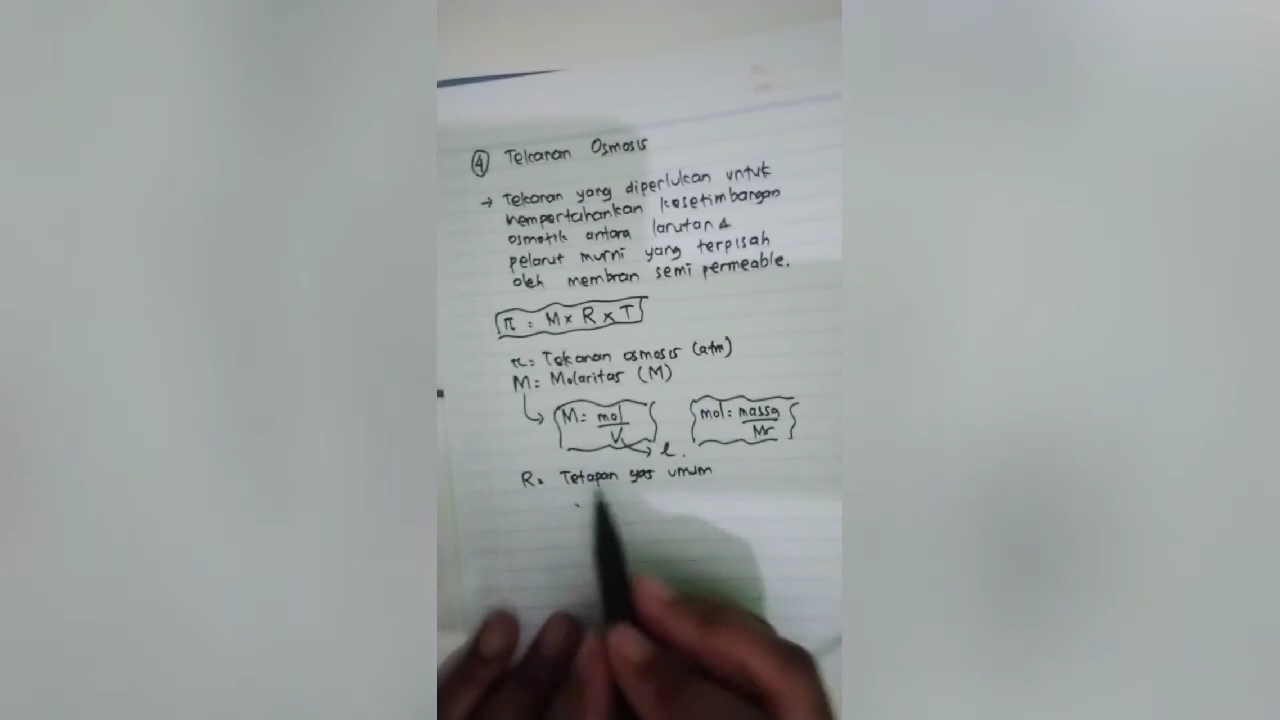 ④ Tekanan Osmosis
→ Tekanan yang diperlukan untuk
mempertahankan kesetimbangan
osmotik antara larutan &
pelarut murni yang terpisah
oleh membran semi permeable.
π = M x R x T
π = Tekanan osmosis (atm)
M = Molaritas (M)
M = mol/V → l. mol = massa/Mr
R = Tetapan gas umum